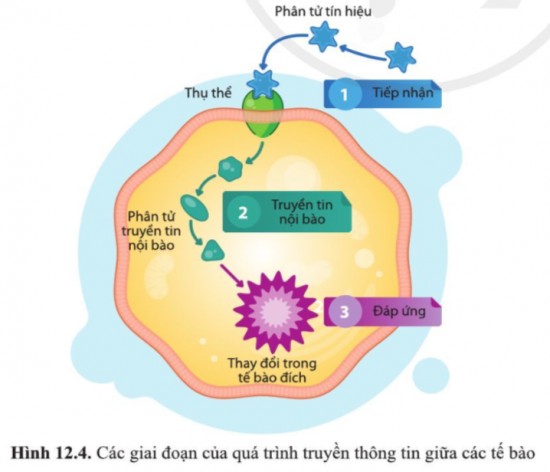 Phân tử tín hiệu
Thụ thể
1 Tiếp nhận
2 Truyền tin
nội bào
Phân tử
truyền tin
nội bào
3 Đáp ứng
Thay đổi trong
tế bào đích
Hình 12.4. Các giai đoạn của quá trình truyền thông tin giữa các tế bào